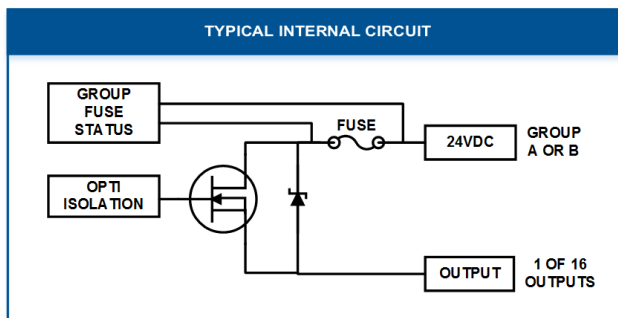 TYPICAL INTERNAL CIRCUIT
GROUP
FUSE
STATUS
FUSE
24VDC
GROUP
A OR B
OPTI
ISOLATION
OUTPUT
1 OF 16
OUTPUTS